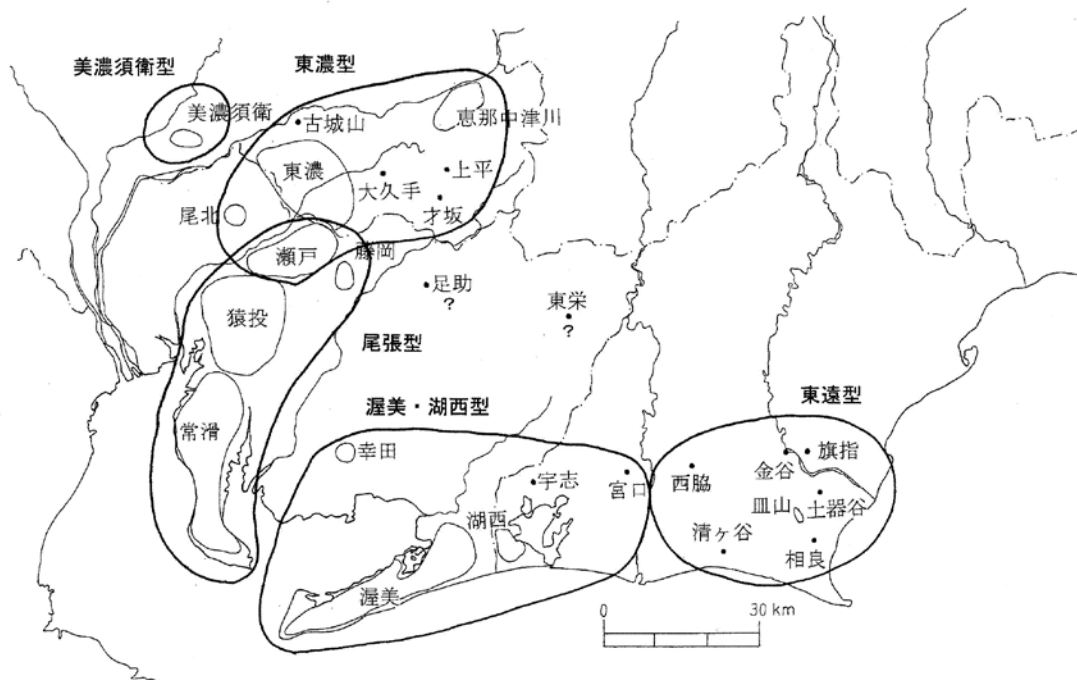 美濃須衛型
東濃型
美濃須衛
古城山
恵那中津川
東濃
大久手
上平
才坂
尾北
瀬戸
藤岡
足助
?
東栄
?
猿投
尾張型
常滑
渥美・湖西型
幸田
宇志
宮口
湖西
渥美
東遠型
西脇
金谷
旗指
皿山
土器谷
清ヶ谷
相良
0 30 km